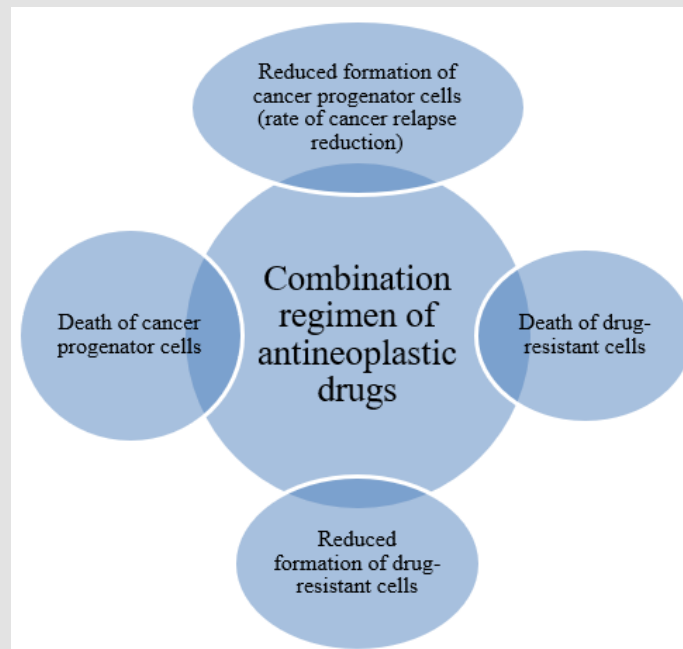 Reduced formation of
cancer progenator cells
(rate of cancer relapse
reduction)
Combination
regimen of
antineoplastic
drugs
Death of cancer
progenator cells
Death of drug-
resistant cells
Reduced
formation of drug-
resistant cells